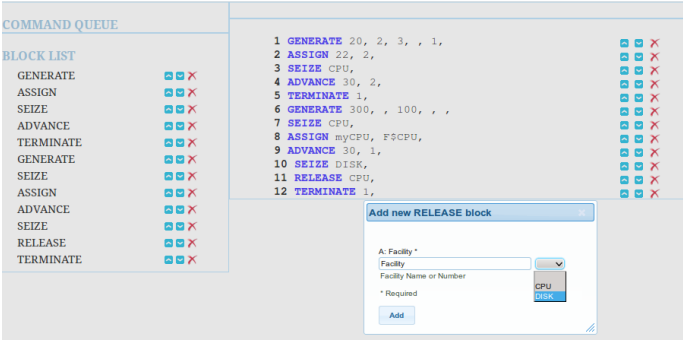 COMMAND QUEUE
BLOCK LIST
GENERATE
ASSIGN
SEIZE
ADVANCE
TERMINATE
GENERATE
SEIZE
ASSIGN
ADVANCE
SEIZE
RELEASE
TERMINATE
1 GENERATE 20, 2, 3, , 1,
2 ASSIGN 22, 2,
3 SEIZE CPU,
4 ADVANCE 30, 2,
5 TERMINATE 1,
6 GENERATE 300, , 100, , ,
7 SEIZE CPU,
8 ASSIGN myCPU, F$CPU,
9 ADVANCE 30, 1,
10 SEIZE DISK,
11 RELEASE CPU,
12 TERMINATE 1,
Add new RELEASE block
A: Facility *
Facility
Facility Name or Number
CPU
DISK
* Required
Add